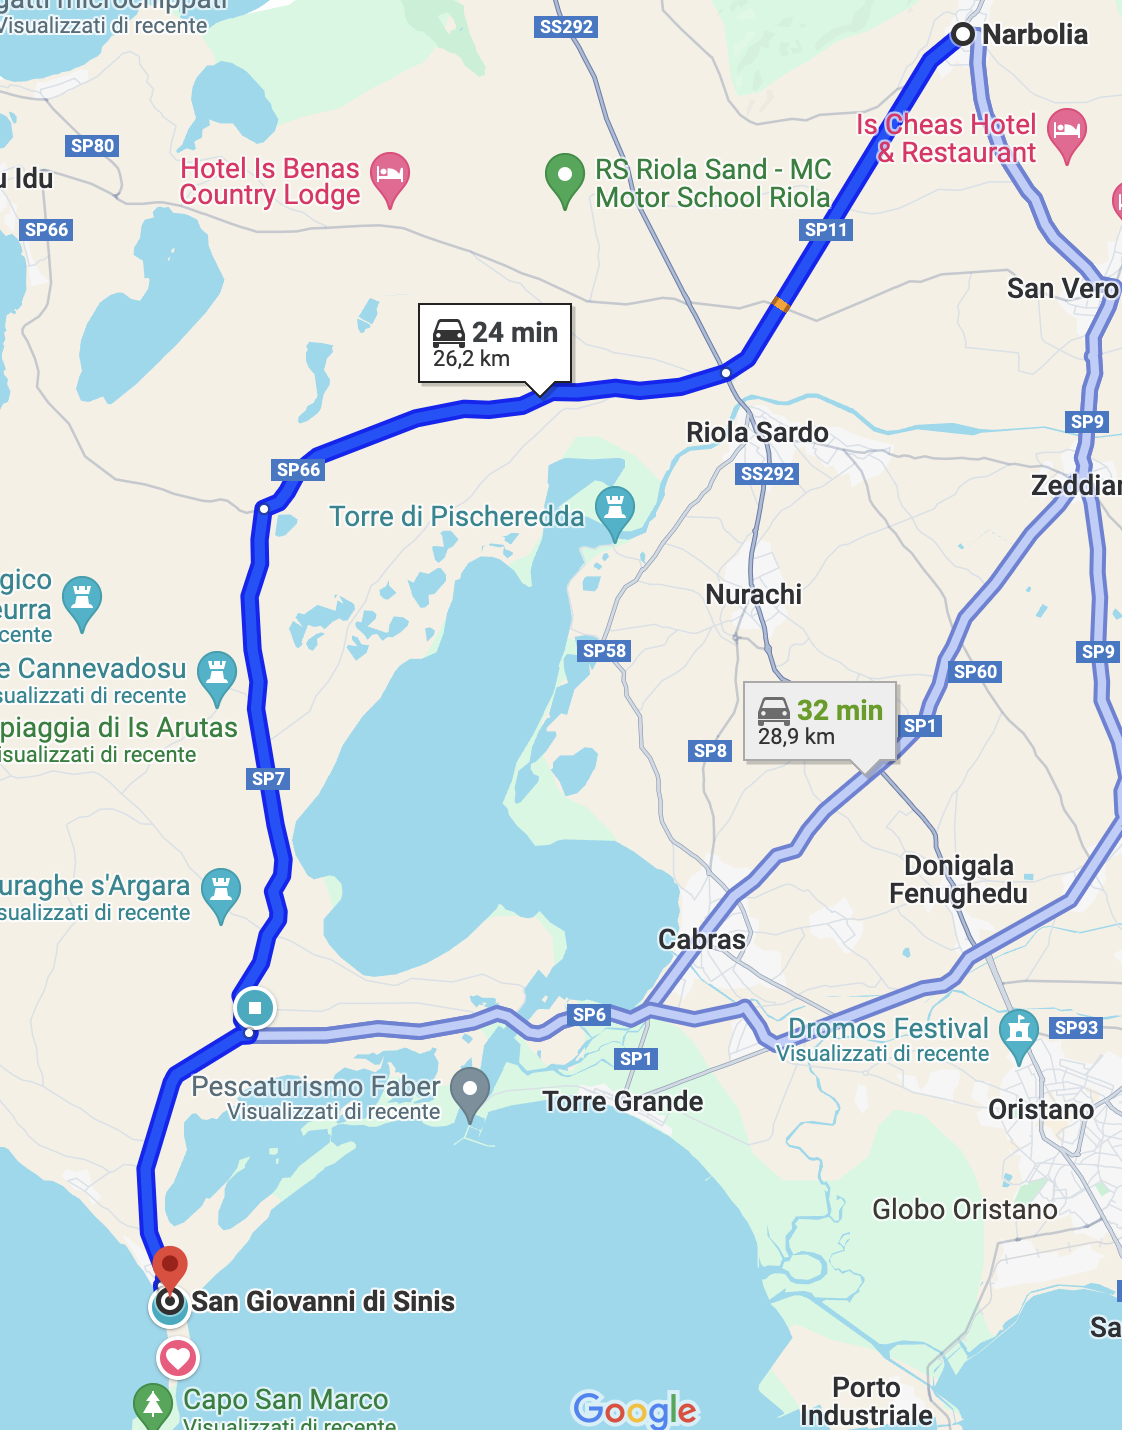 gatti microchippati
Visualizzati di recente
SS292
Narbolia
SP80
Is Cheas Hotel
& Restaurant
Hotel Is Benas
Country Lodge
RS Riola Sand - MC
Motor School Riola
u Idu
SP66
SP11
San Vero
24 min
26,2 km
SP9
Riola Sardo
SP66
SS292
Zeddian
Torre di Pischeredda
gico
eurra
cente
Nurachi
SP58
SP9
e Cannevadosu
sualizzati di recente
SP60
piaggia di Is Arutas
isualizzati di recente
32 min
28,9 km
SP1
SP8
SP7
Donigala
Fenughedu
uraghe s'Argara
sualizzati di recente
Cabras
SP6
Dromos Festival
Visualizzati di recente
SP93
SP1
Pescaturismo Faber
Visualizzati di recente
Torre Grande
Oristano
Globo Oristano
San Giovanni di Sinis
Sa
Capo San Marco
Visualizzati di recente
Google
Porto
Industriale